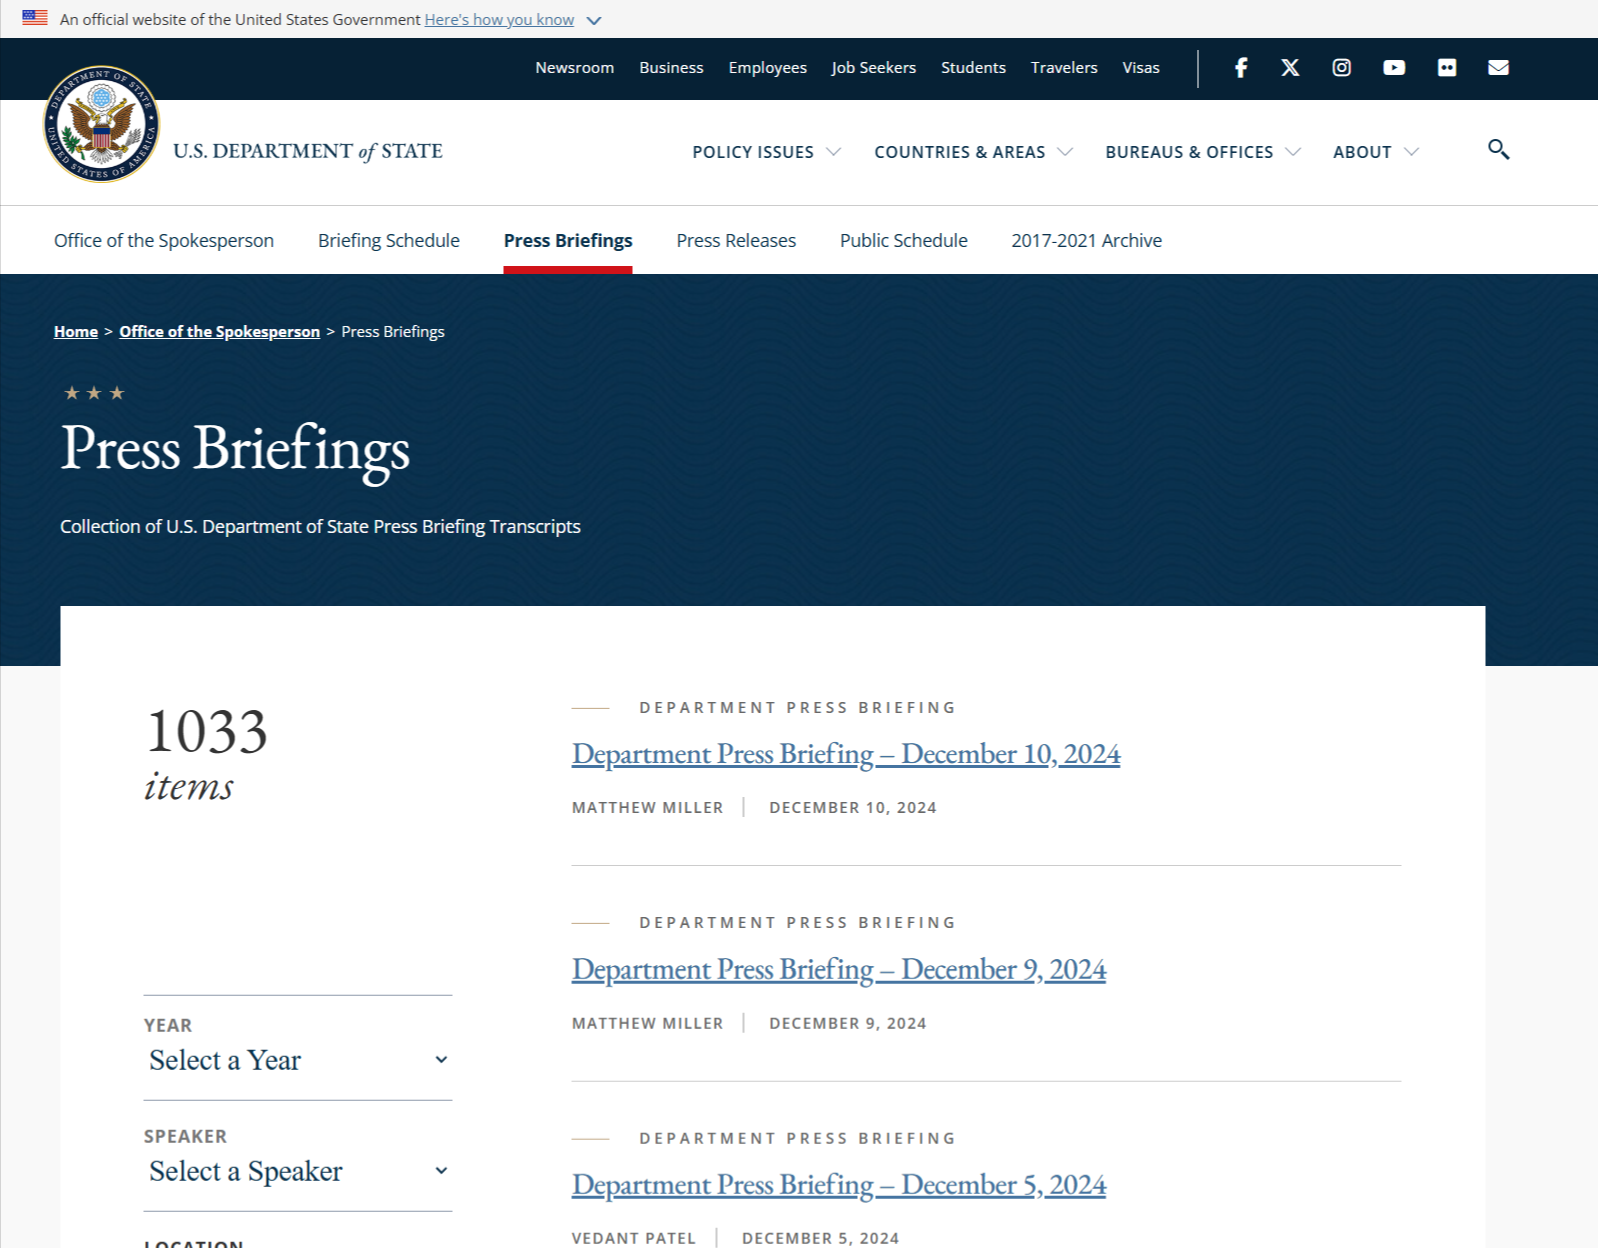 An official website of the United States Government Here's how you know
Newsroom Business Employees Job Seekers Students Travelers Visas
DEPARTMENT OF STATE
UNITED STATES OF AMERICA
U.S. DEPARTMENT of STATE
POLICY ISSUES COUNTRIES & AREAS BUREAUS & OFFICES ABOUT
Office of the Spokesperson Briefing Schedule Press Briefings Press Releases Public Schedule 2017-2021 Archive
Home > Office of the Spokesperson > Press Briefings
Press Briefings
Collection of U.S. Department of State Press Briefing Transcripts
1033
items
YEAR
Select a Year
SPEAKER
Select a Speaker
LOCATION
DEPARTMENT PRESS BRIEFING
Department Press Briefing – December 10, 2024
MATTHEW MILLER DECEMBER 10, 2024
DEPARTMENT PRESS BRIEFING
Department Press Briefing – December 9, 2024
MATTHEW MILLER DECEMBER 9, 2024
DEPARTMENT PRESS BRIEFING
Department Press Briefing – December 5, 2024
VEDANT PATEL DECEMBER 5, 2024